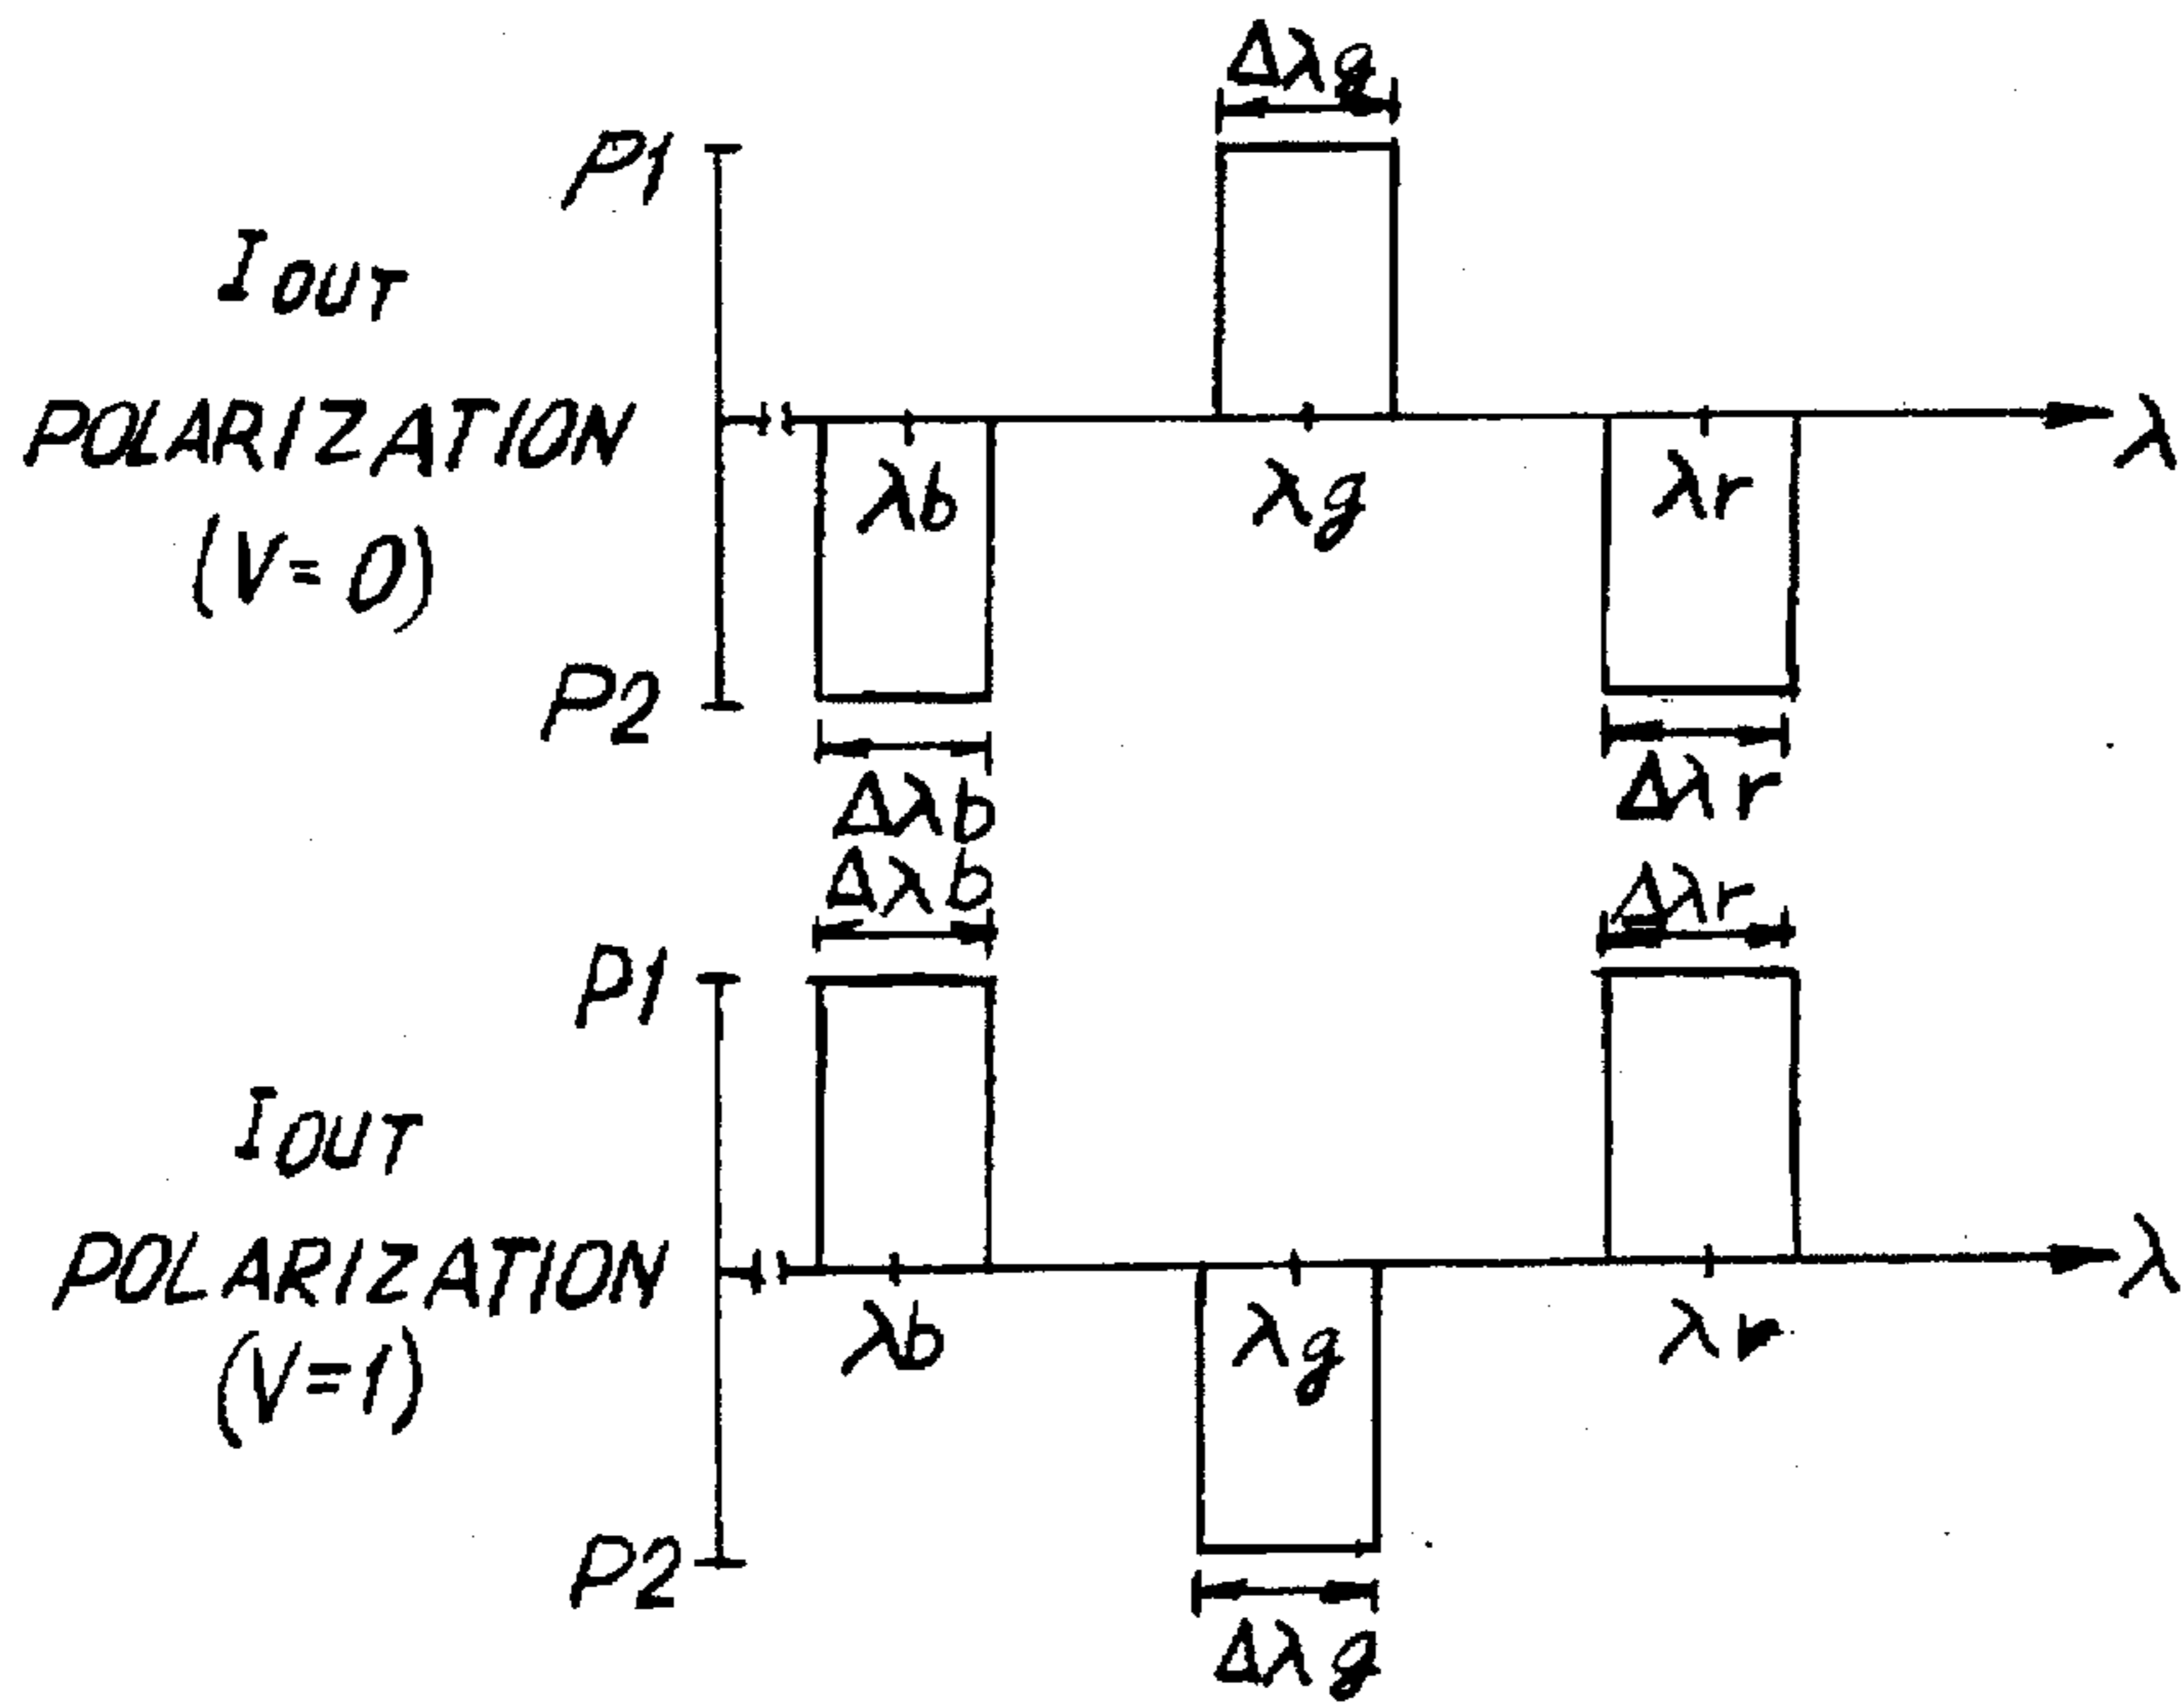 Δλg
P1
IOUT
POLARIZATION
(V=0)
λb
λg
λr
λ
P2
Δλb
Δλr
Δλb
Δλr
P1
IOUT
POLARIZATION
(V=1)
λb
λg
λr
λ
P2
Δλg